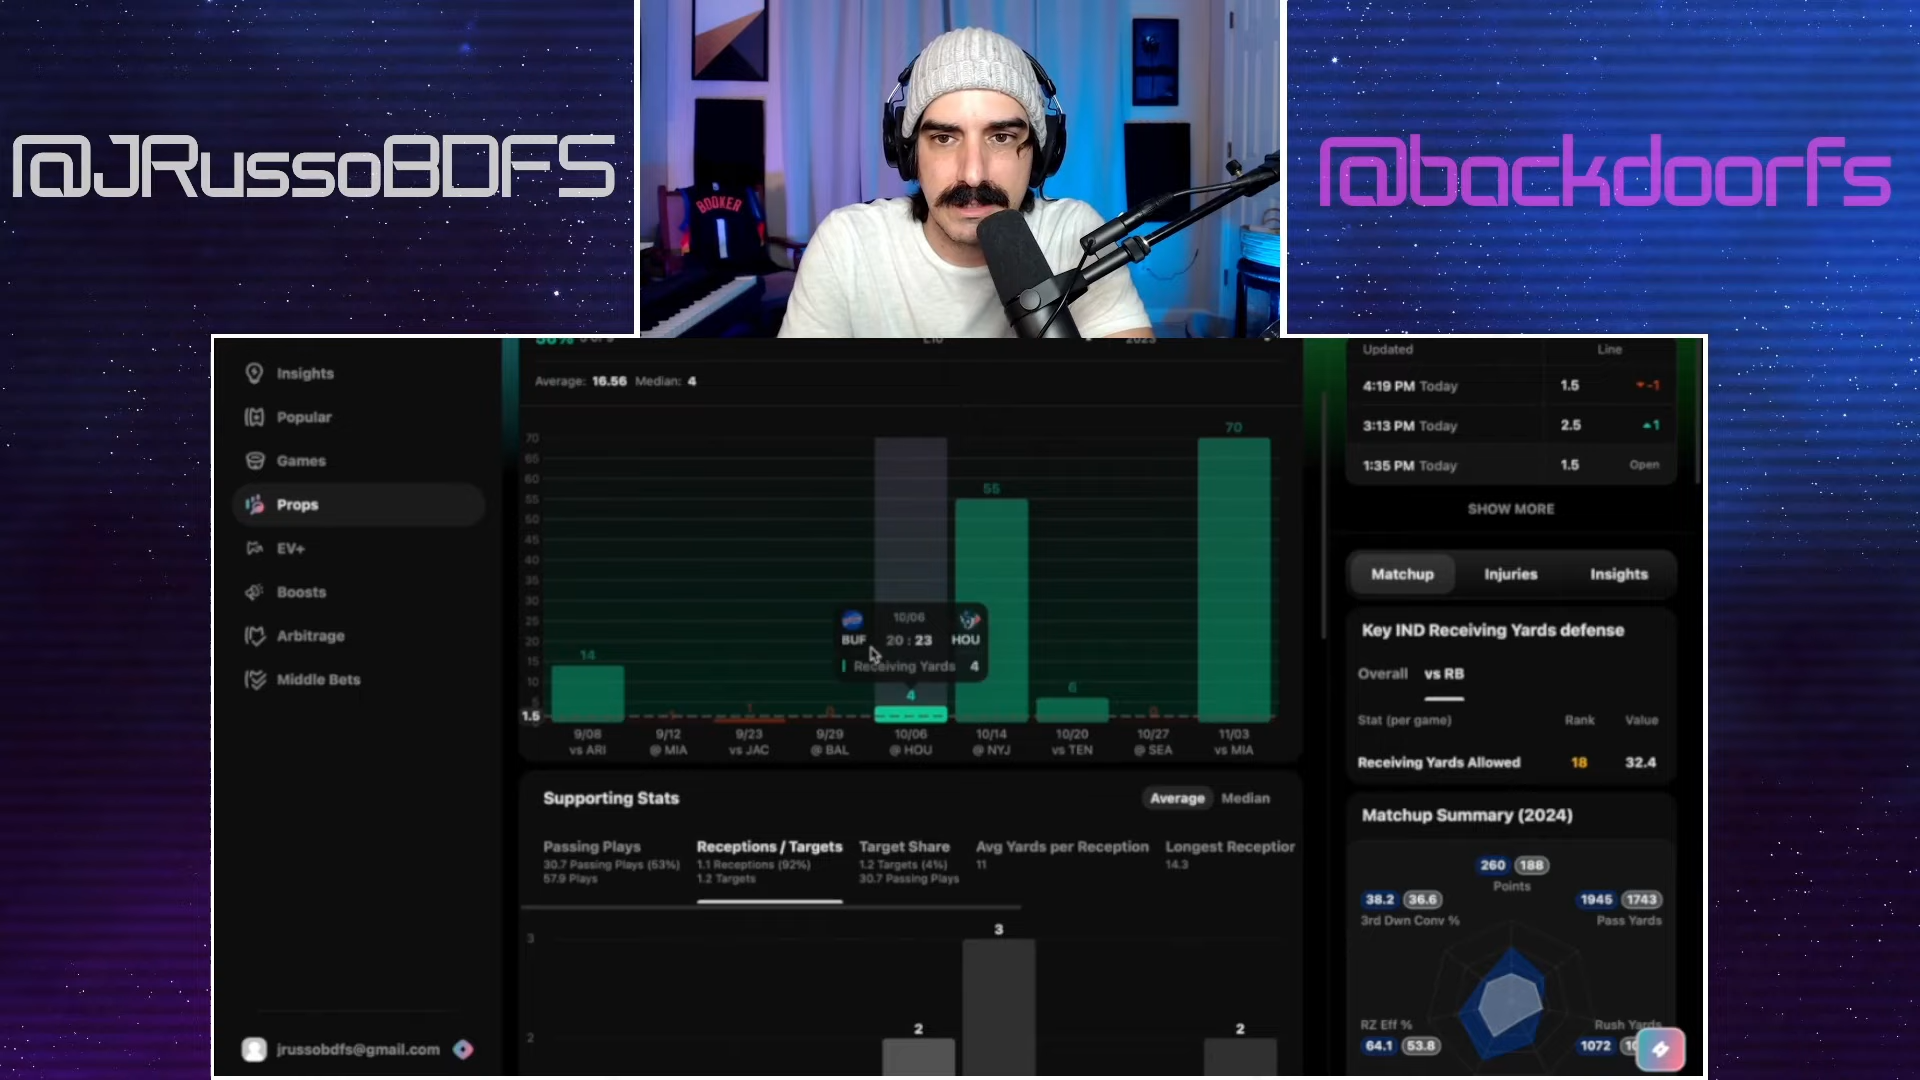 @JRussoBDFS
BOOKER
1
@backdoorfs
Insights
Popular
Games
Props
EV+
Boosts
Arbitrage
Middle Bets
jrussobdfs@gmail.com
Average: 16.56 Median: 4
70
65
60
55
50
45
40
35
30
25
20
15
10
5
1.5
14
1
0
4
55
6
0
70
10/06
BUF 20 : 23 HOU
Receiving Yards 4
9/08 9/12 9/23 9/29 10/06 10/14 10/20 10/27 11/03
vs ARI @ MIA vs JAC @ BAL @ HOU @ NYJ vs TEN @ SEA vs MIA
Supporting Stats
Average Median
Passing Plays
30.7 Passing Plays (53%)
57.9 Plays
Receptions / Targets
1.1 Receptions (92%)
1.2 Targets
Target Share
1.2 Targets (4%)
30.7 Passing Plays
Avg Yards per Reception
11
Longest Receptior
14.3
3
2
2
3
2
Updated Line
4:19 PM Today 1.5 -1
3:13 PM Today 2.5 1
1:35 PM Today 1.5 Open
SHOW MORE
Matchup Injuries Insights
Key IND Receiving Yards defense
Overall vs RB
Stat (per game) Rank Value
Receiving Yards Allowed 18 32.4
Matchup Summary (2024)
260 188
Points
38.2 36.6
3rd Dwn Conv %
1945 1743
Pass Yards
RZ Eff %
64.1 53.8
Rush Yards
1072